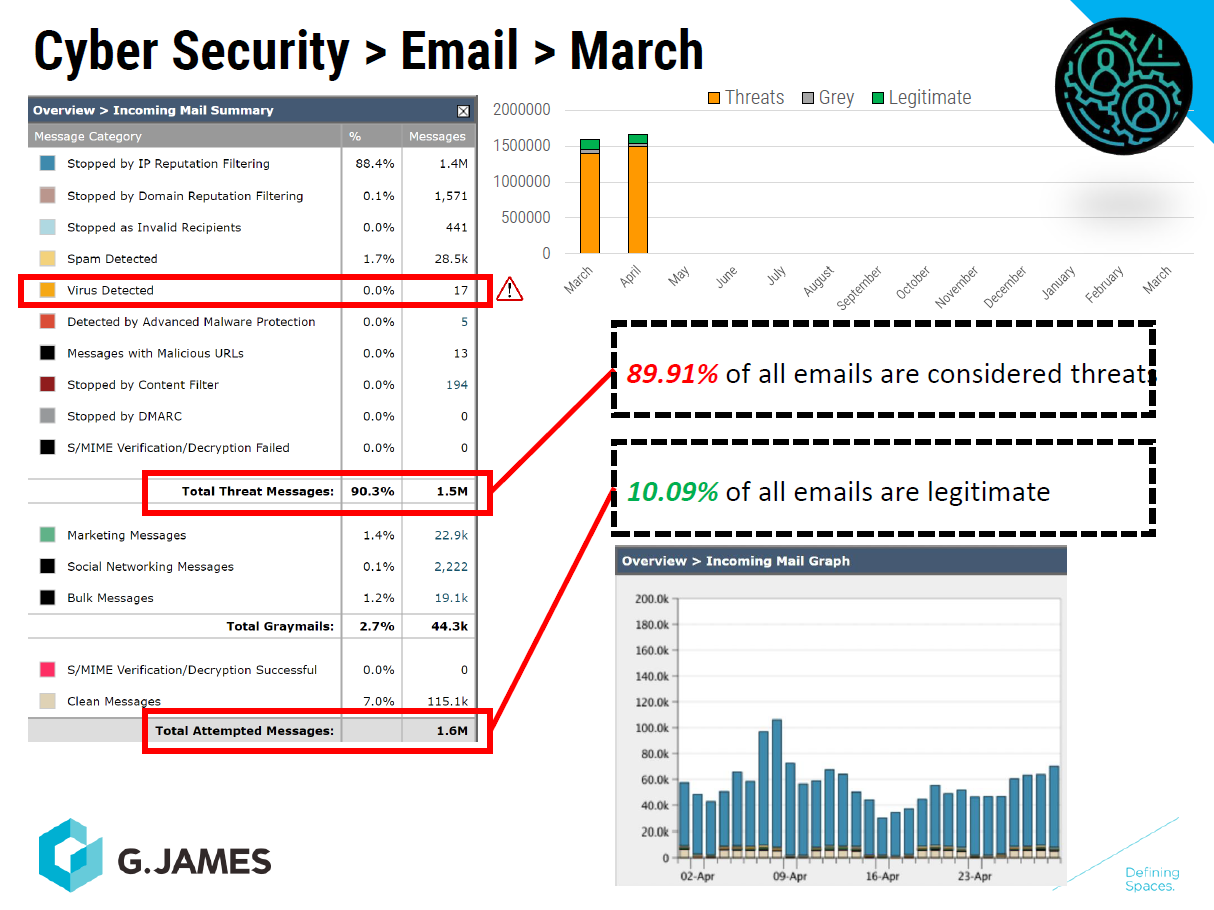 Cyber Security > Email > March
Overview > Incoming Mail Summary
Message Category % Messages
Stopped by IP Reputation Filtering 88.4% 1.4M
Stopped by Domain Reputation Filtering 0.1% 1,571
Stopped as Invalid Recipients 0.0% 441
Spam Detected 1.7% 28.5k
Virus Detected 0.0% 17
Detected by Advanced Malware Protection 0.0% 5
Messages with Malicious URLs 0.0% 13
Stopped by Content Filter 0.0% 194
Stopped by DMARC 0.0% 0
S/MIME Verification/Decryption Failed 0.0% 0
Total Threat Messages: 90.3% 1.5M
Marketing Messages 1.4% 22.9k
Social Networking Messages 0.1% 2,222
Bulk Messages 1.2% 19.1k
Total Graymails: 2.7% 44.3k
S/MIME Verification/Decryption Successful 0.0% 0
Clean Messages 7.0% 115.1k
Total Attempted Messages: 1.6M
Threats Grey Legitimate
2000000
1500000
1000000
500000
0
March April May June July August September October November December January February March
89.91% of all emails are considered threats
10.09% of all emails are legitimate
Overview > Incoming Mail Graph
200.0k
180.0k
160.0k
140.0k
120.0k
100.0k
80.0k
60.0k
40.0k
20.0k
0
02-Apr 09-Apr 16-Apr 23-Apr
G.JAMES
Defining
Spaces.